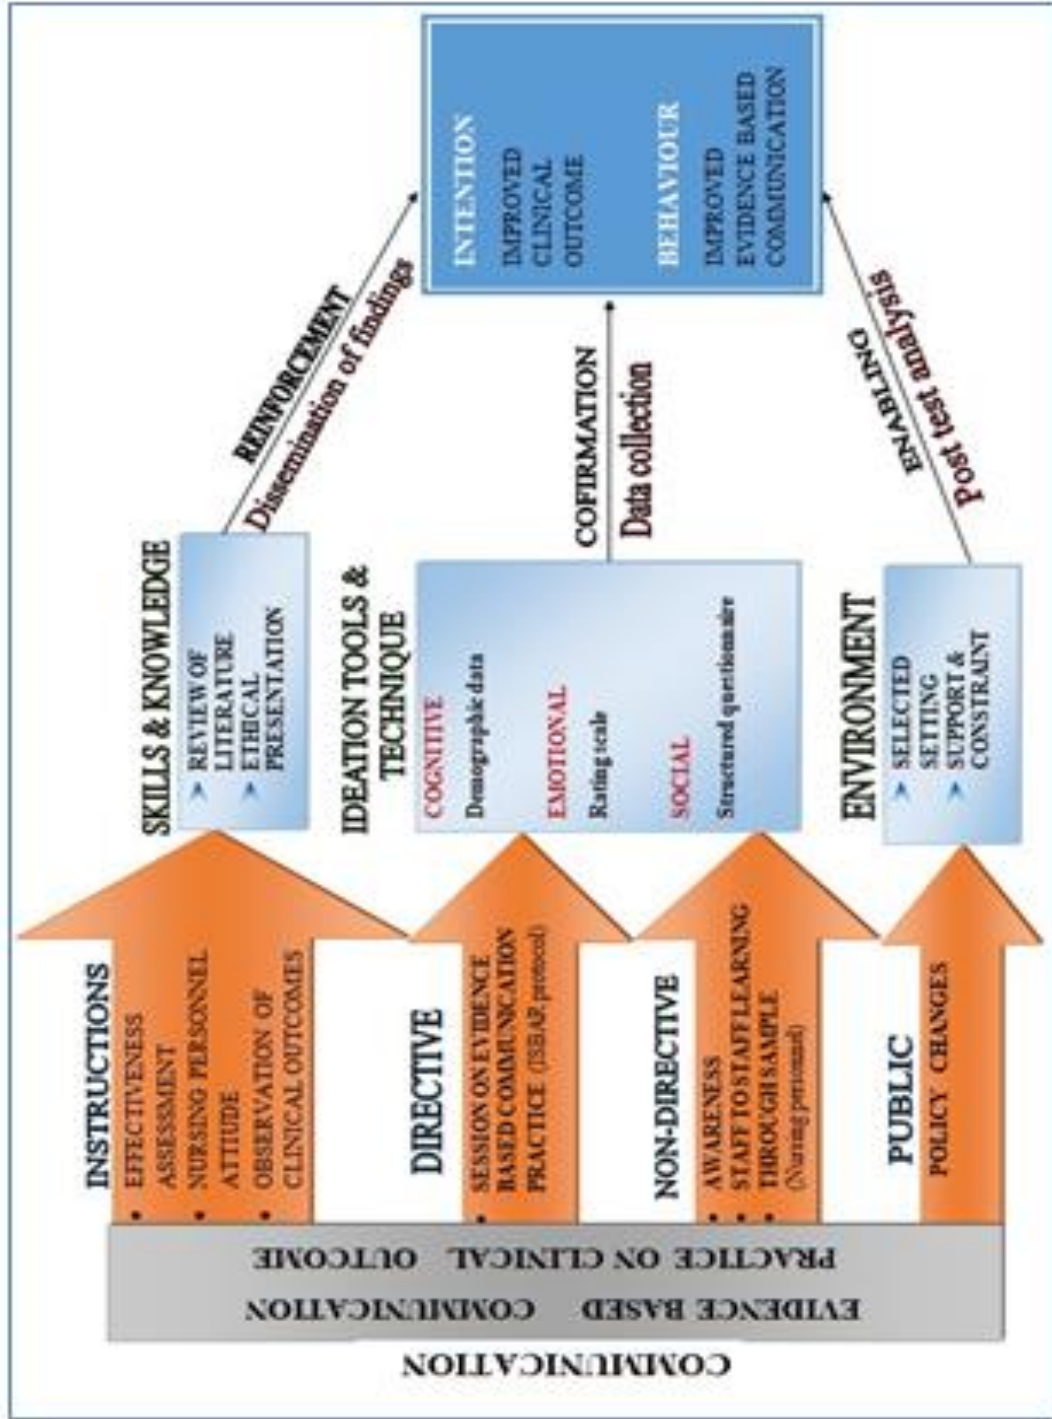 COMMUNICATION
EVIDENCE BASED COMMUNICATION
PRACTICE ON CLINICAL OUTCOME
INSTRUCTIONS
• EFFECTIVENESS
ASSESSMENT
• NURSING PERSONNEL
ATTITUDE
• OBSERVATION OF
CLINICAL OUTCOMES
DIRECTIVE
• SESSION ON EVIDENCE
BASED COMMUNICATION
PRACTICE (ISBAR protocol)
NON-DIRECTIVE
• AWARENESS
• STAFF TO STAFF LEARNING
• THROUGH SAMPLE
(Nursing personnel)
PUBLIC
POLICY CHANGES
SKILLS & KNOWLEDGE
➤ REVIEW OF
LITERATURE
➤ ETHICAL
PRESENTATION
IDEATION TOOLS &
TECHNIQUE
COGNITIVE
Demographic data
EMOTIONAL
Rating scale
SOCIAL
Structured questionnaire
ENVIRONMENT
➤ SELECTED
SETTING
➤ SUPPORT &
CONSTRAINT
REINFORCEMENT
Dissemination of findings
COFIRMATION
Data collection
ENABLING
Post test analysis
INTENTION
IMPROVED
CLINICAL
OUTCOME
BEHAVIOUR
IMPROVED
EVIDENCE BASED
COMMUNICATION